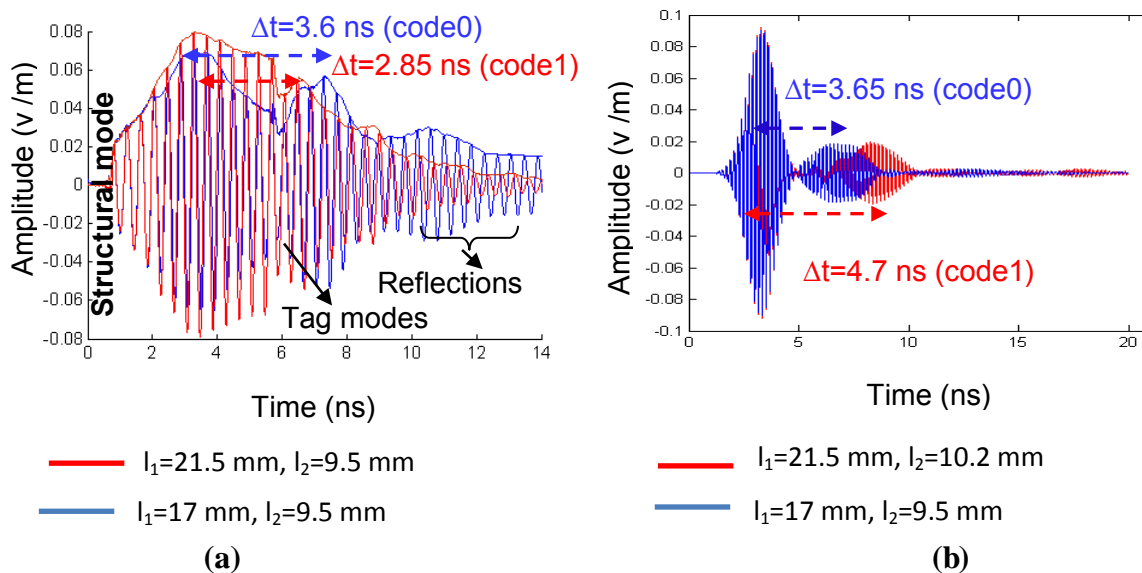 Δt=3.6 ns (code0)
Δt=2.85 ns (code1)
Amplitude (v /m)
0.08
0.06
0.04
0.02
0
-0.02
-0.04
-0.06
-0.08
Structural mode
Reflections
Tag modes
0 2 4 6 8 10 12 14
Time (ns)
l₁=21.5 mm, l₂=9.5 mm
l₁=17 mm, l₂=9.5 mm
(a)
Δt=3.65 ns (code0)
Δt=4.7 ns (code1)
Amplitude (v /m)
0.1
0.08
0.06
0.04
0.02
0
-0.02
-0.04
-0.06
-0.08
-0.1
0 5 10 15 20
Time (ns)
l₁=21.5 mm, l₂=10.2 mm
l₁=17 mm, l₂=9.5 mm
(b)